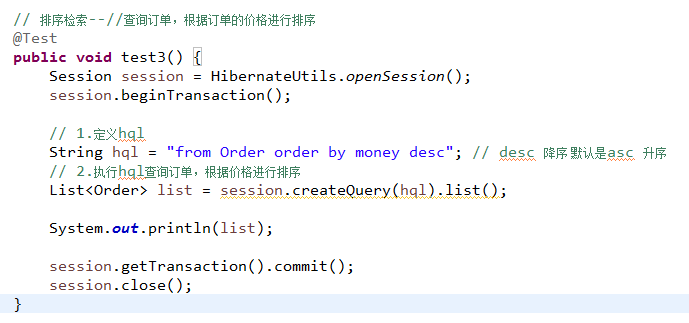 // 排序检索--//查询订单，根据订单的价格进行排序
@Test
public void test3() {
    Session session = HibernateUtils.openSession();
    session.beginTransaction();

    // 1.定义hql
    String hql = "from Order order by money desc"; // desc 降序默认是asc 升序
    // 2.执行hql查询订单，根据价格进行排序
    List<Order> list = session.createQuery(hql).list();

    System.out.println(list);

    session.getTransaction().commit();
    session.close();
}